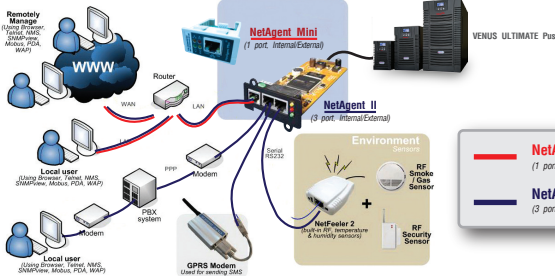 Remotely
Manage
(Using Browser,
Telnet, NMS,
SNMPview,
Mobus, PDA,
WAP)
WWW
NetAgent Mini
(1 port, Internal/External)
VENUS ULTIMATE Pus
Router
WAN
LAN
NetAgent II
(3 port, Internal/External)
Local user
(Using Browser, Telnet, NMS,
SNMPview, Mobus, PDA, WAP)
PPP
Modem
Serial
RS232
Environment
Sensors
RF
Smoke
/ Gas
Sensor
+
NetFeeler 2
(built-in RF, temperature
& humidity sensors)
RF
Security
Sensor
PBX
system
Modem
GPRS Modem
Used for sending SMS
Local user
(Using Browser, Telnet, NMS,
SNMPview, Mobus, PDA, WAP)
NetA
(1 port
NetA
(3 por